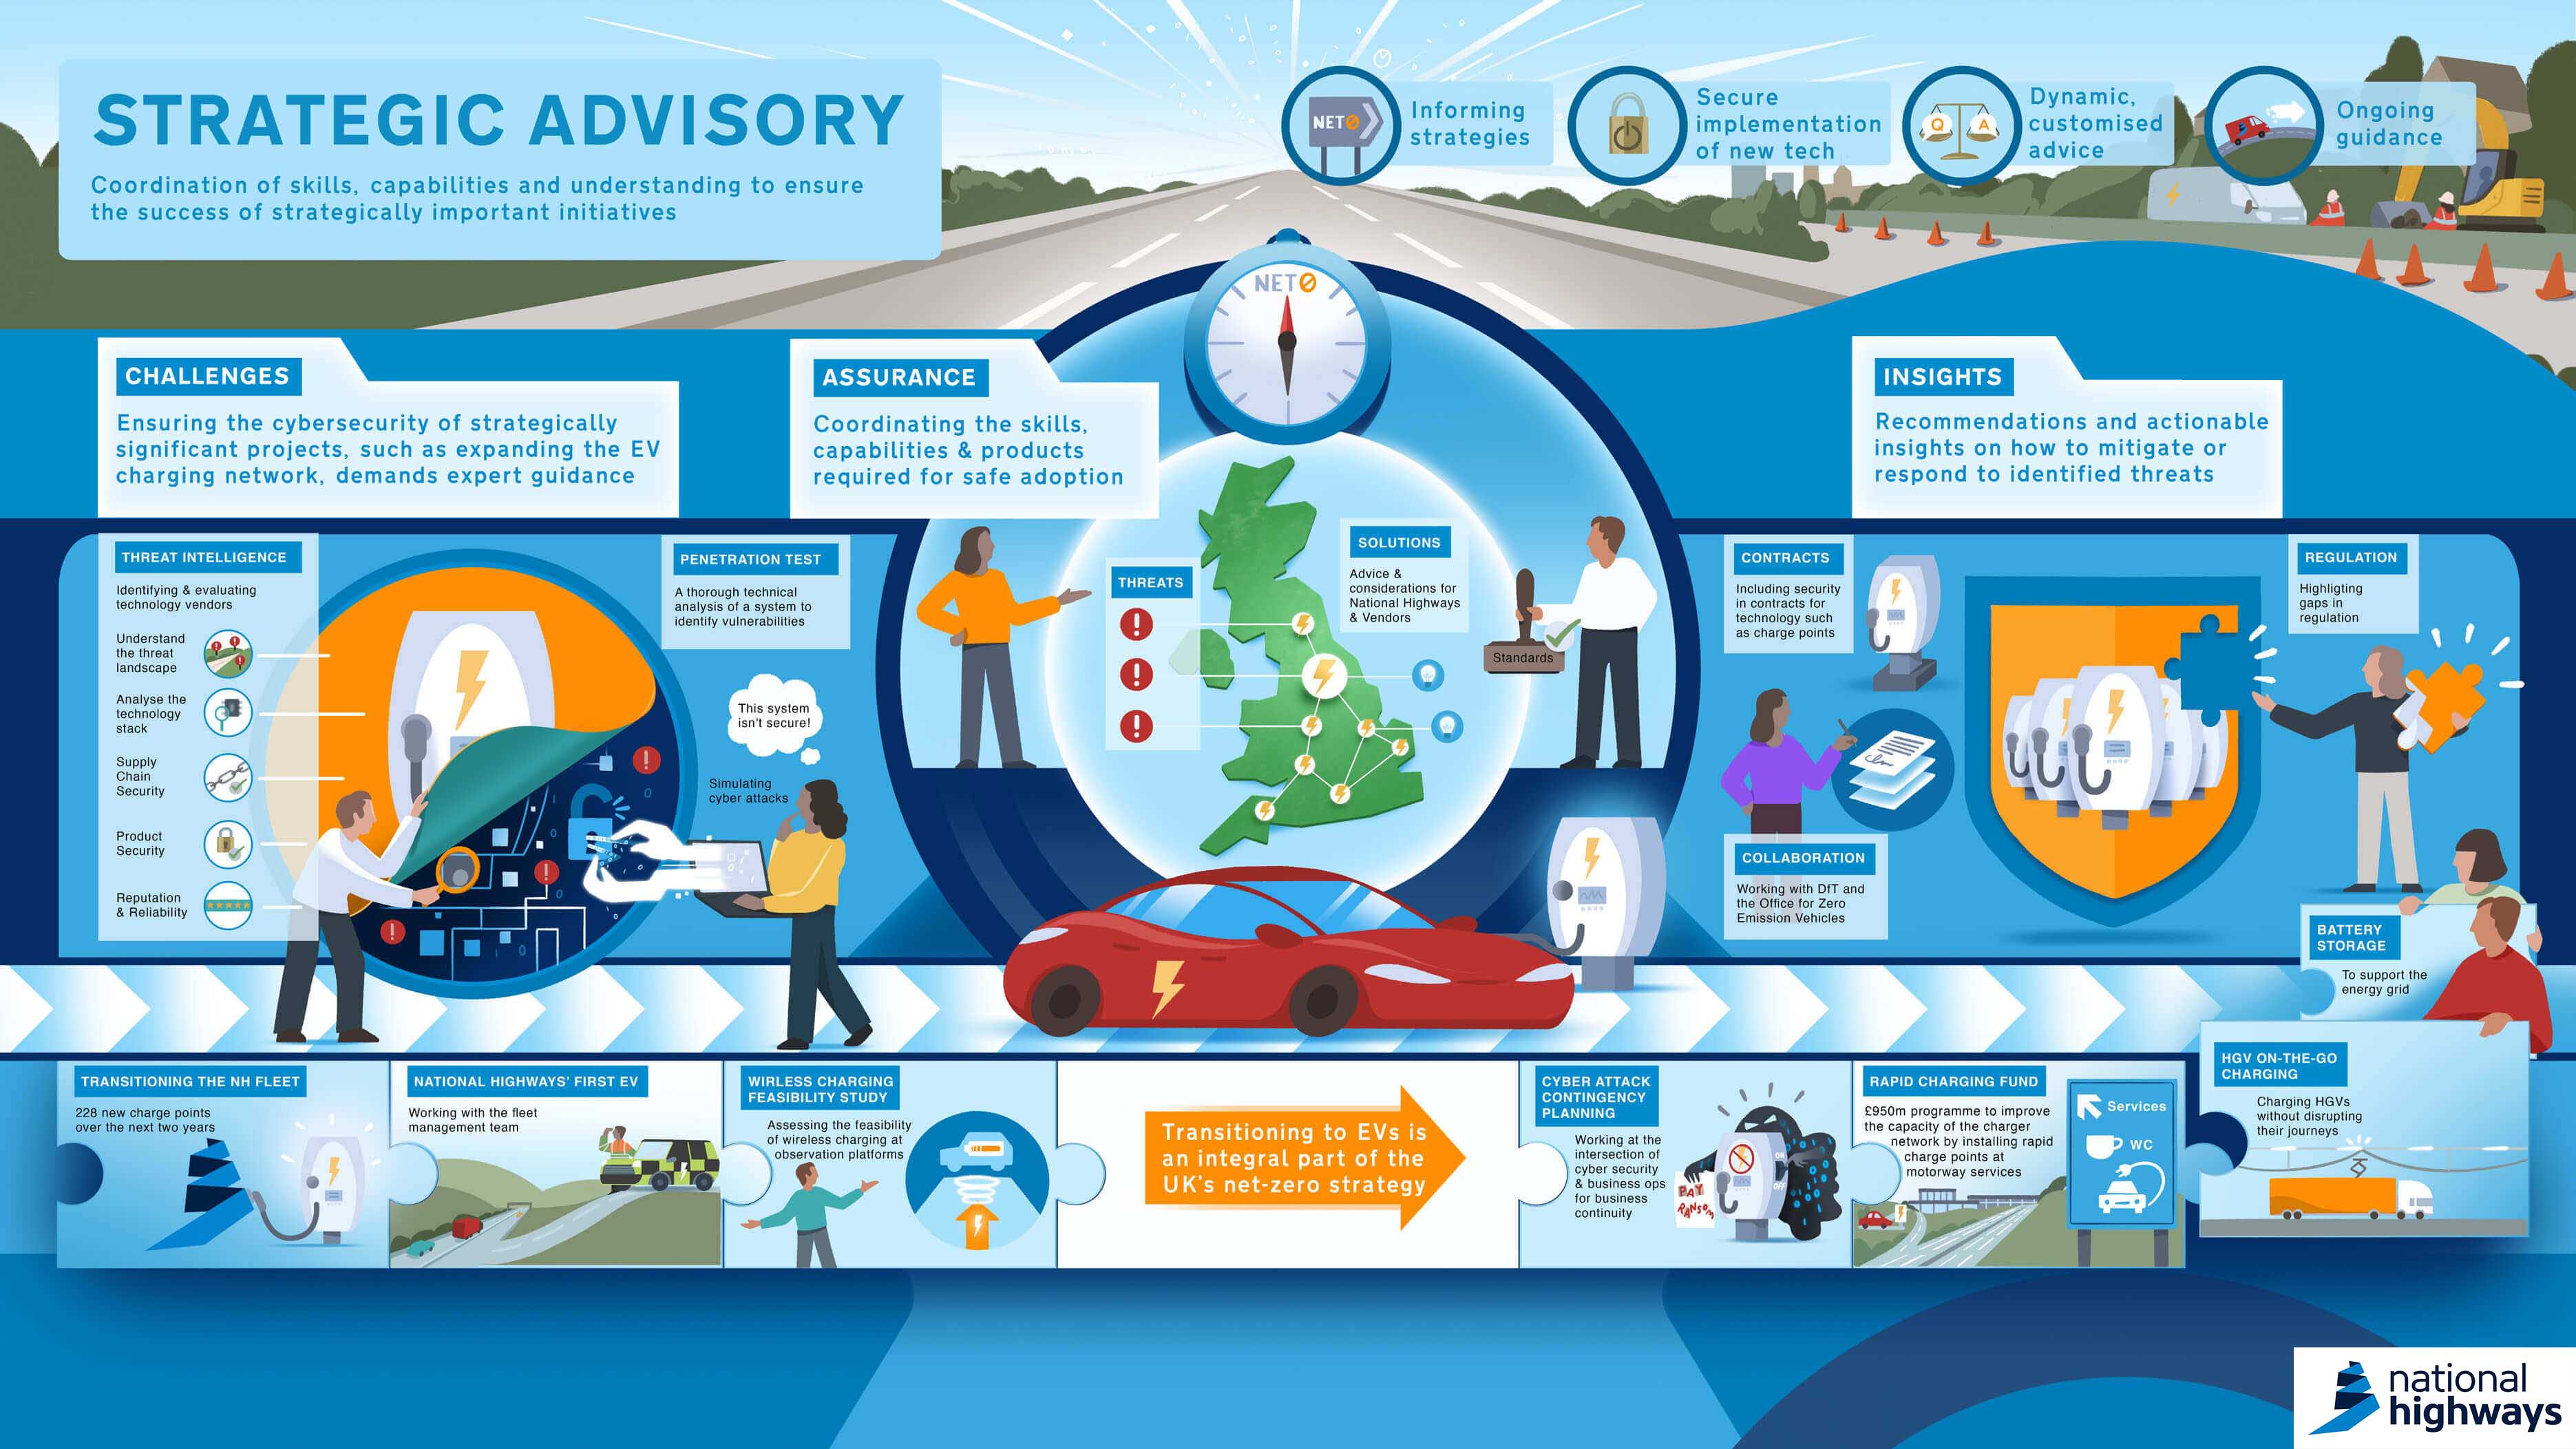 STRATEGIC ADVISORY
Coordination of skills, capabilities and understanding to ensure
the success of strategically important initiatives
NET0
Informing
strategies
Secure
implementation
of new tech
Q A
Dynamic,
customised
advice
Ongoing
guidance
NET0
CHALLENGES
Ensuring the cybersecurity of strategically
significant projects, such as expanding the EV
charging network, demands expert guidance
ASSURANCE
Coordinating the skills,
capabilities & products
required for safe adoption
INSIGHTS
Recommendations and actionable
insights on how to mitigate or
respond to identified threats
THREAT INTELLIGENCE
Identifying & evaluating
technology vendors
Understand
the threat
landscape
Analyse the
technology
stack
Supply
Chain
Security
Product
Security
Reputation
& Reliability
PENETRATION TEST
A thorough technical
analysis of a system to
identify vulnerabilities
This system
isn't secure!
Simulating
cyber attacks
THREATS
SOLUTIONS
Advice &
considerations for
National Highways
& Vendors
Standards
CONTRACTS
Including security
in contracts for
technology such
as charge points
COLLABORATION
Working with DfT and
the Office for Zero
Emission Vehicles
REGULATION
Highligting
gaps in
regulation
BATTERY
STORAGE
To support the
energy grid
HGV ON-THE-GO
CHARGING
Charging HGVs
without disrupting
their journeys
TRANSITIONING THE NH FLEET
228 new charge points
over the next two years
NATIONAL HIGHWAYS' FIRST EV
Working with the fleet
management team
WIRLESS CHARGING
FEASIBILITY STUDY
Assessing the feasibility
of wireless charging at
observation platforms
Transitioning to EVs is
an integral part of the
UK's net-zero strategy
CYBER ATTACK
CONTINGENCY
PLANNING
Working at the
intersection of
cyber security
& business ops
for business
continuity
PAY
RANSOM
ON
OFF
RAPID CHARGING FUND
£950m programme to improve
the capacity of the charger
network by installing rapid
charge points at
motorway services
Services
WC
national
highways